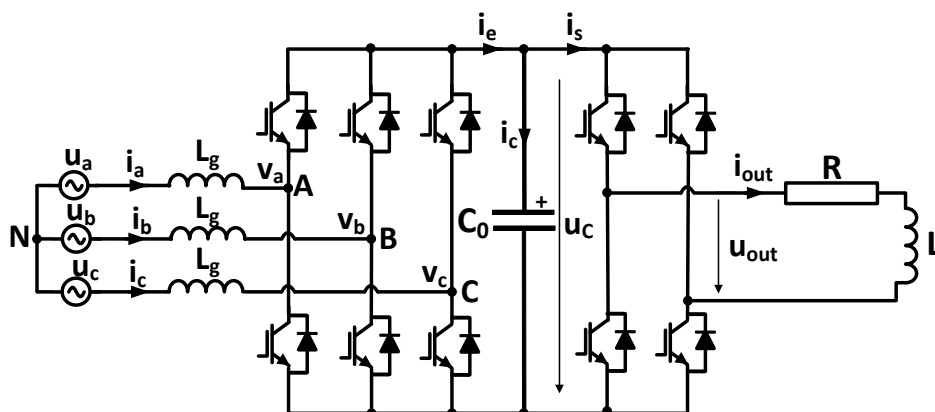 i_e i_s
u_a i_a L_g v_a A
i_c
i_out R
u_b i_b L_g v_b B
N
C_0 + u_C
u_out L
u_c i_c L_g v_c C